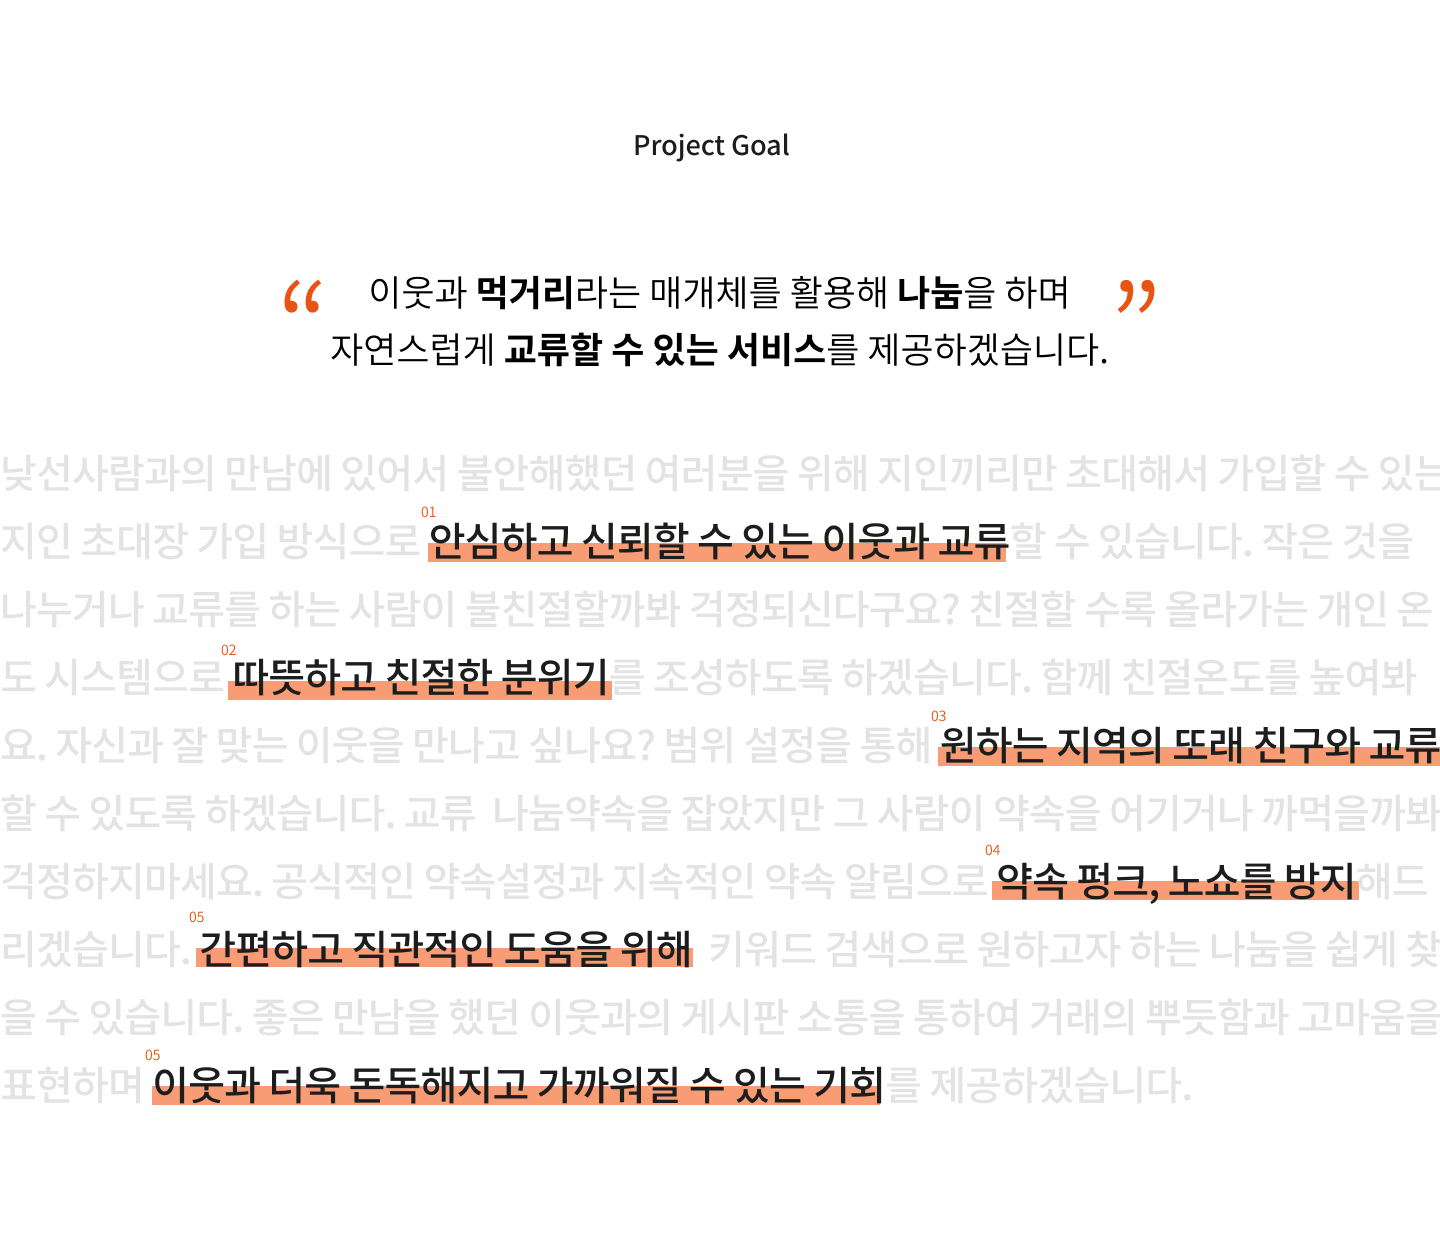 Project Goal
“ 이웃과 먹거리라는 매개체를 활용해 나눔을 하며 ”
자연스럽게 교류할 수 있는 서비스를 제공하겠습니다.
낯선사람과의 만남에 있어서 불안해했던 여러분을 위해 지인끼리만 초대해서 가입할 수 있는
01
지인 초대장 가입 방식으로 안심하고 신뢰할 수 있는 이웃과 교류할 수 있습니다. 작은 것을
나누거나 교류를 하는 사람이 불친절할까봐 걱정되신다구요? 친절할 수록 올라가는 개인 온
02
도 시스템으로 따뜻하고 친절한 분위기를 조성하도록 하겠습니다. 함께 친절온도를 높여봐
03
요. 자신과 잘 맞는 이웃을 만나고 싶나요? 범위 설정을 통해 원하는 지역의 또래 친구와 교류
할 수 있도록 하겠습니다. 교류 나눔약속을 잡았지만 그 사람이 약속을 어기거나 까먹을까봐
04
걱정하지마세요. 공식적인 약속설정과 지속적인 약속 알림으로 약속 펑크, 노쇼를 방지해드
05
리겠습니다. 간편하고 직관적인 도움을 위해 키워드 검색으로 원하고자 하는 나눔을 쉽게 찾
을 수 있습니다. 좋은 만남을 했던 이웃과의 게시판 소통을 통하여 거래의 뿌듯함과 고마움을
05
표현하며 이웃과 더욱 돈독해지고 가까워질 수 있는 기회를 제공하겠습니다.